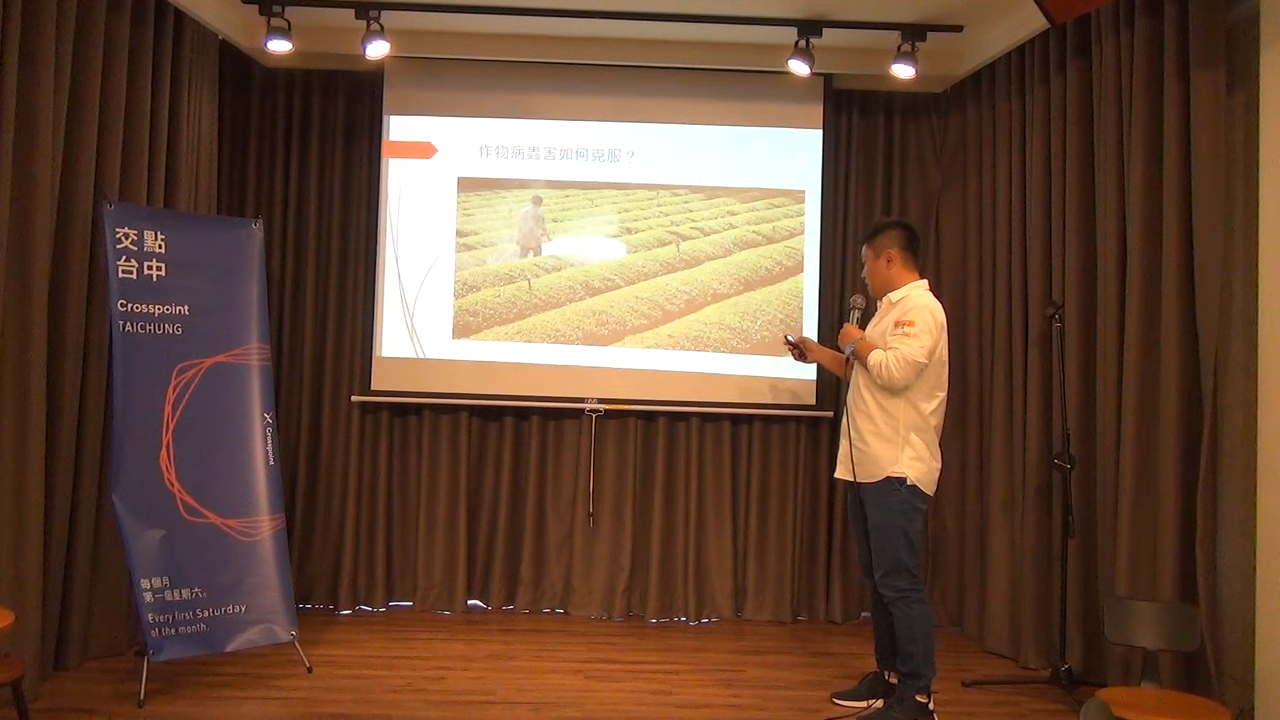 作物病蟲害如何克服？
交點
台中
Crosspoint
TAICHUNG
Crosspoint
每個月
第一個星期六。
Every first Saturday
of the month.